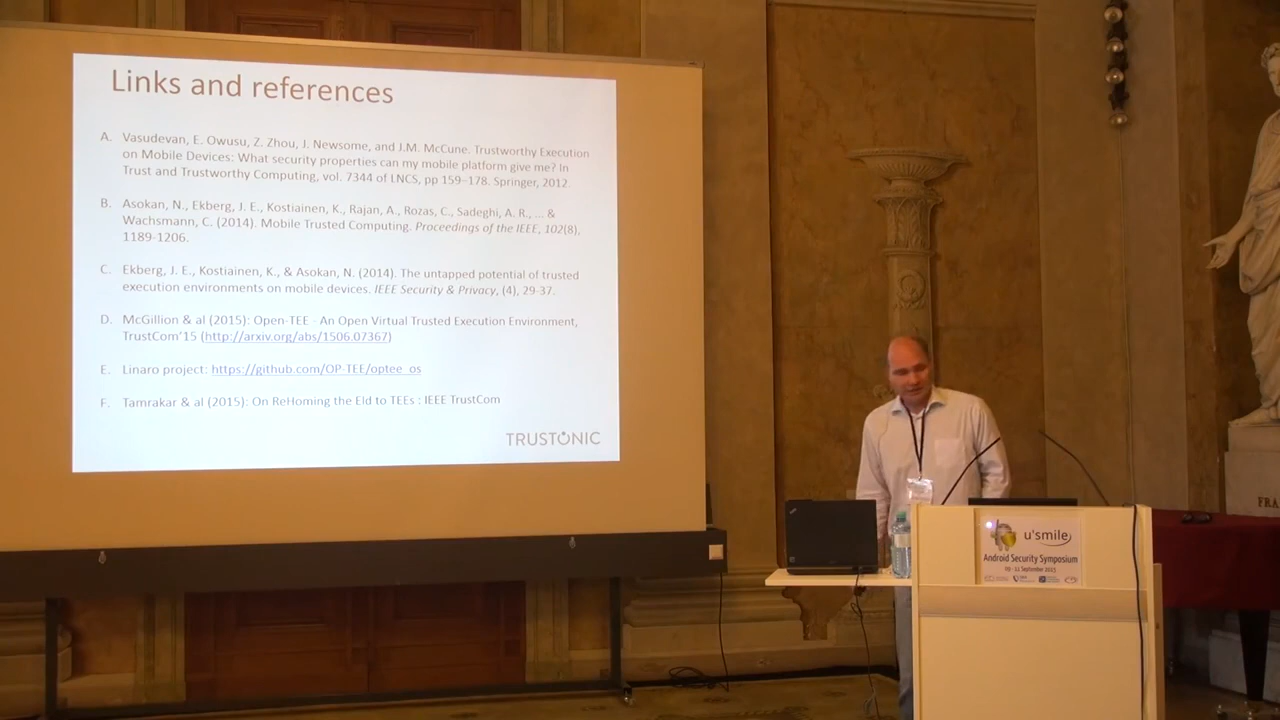 Links and references
A. Vasudevan, E. Owusu, Z. Zhou, J. Newsome, and J.M. McCune. Trustworthy Execution
on Mobile Devices: What security properties can my mobile platform give me? In
Trust and Trustworthy Computing, vol. 7344 of LNCS, pp 159–178. Springer, 2012.
B. Asokan, N., Ekberg, J. E., Kostiainen, K., Rajan, A., Rozas, C., Sadeghi, A. R., ... &
Wachsmann, C. (2014). Mobile Trusted Computing. Proceedings of the IEEE, 102(8),
1189-1206.
C. Ekberg, J. E., Kostiainen, K., & Asokan, N. (2014). The untapped potential of trusted
execution environments on mobile devices. IEEE Security & Privacy, (4), 29-37.
D. McGillion & al (2015): Open-TEE - An Open Virtual Trusted Execution Environment,
TrustCom'15 (http://arxiv.org/abs/1506.07367)
E. Linaro project: https://github.com/OP-TEE/optee_os
F. Tamrakar & al (2015): On ReHoming the EId to TEEs : IEEE TrustCom
TRUSTONIC
u'smile
Android Security Symposium
09 - 11 September 2015
FRA